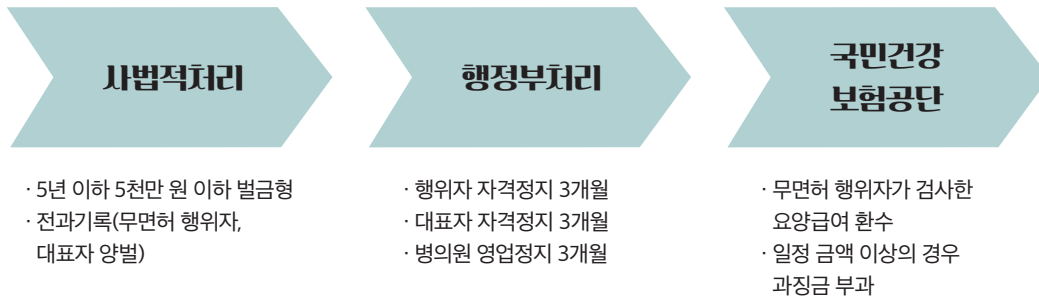 사법적처리
· 5년 이하 5천만 원 이하 벌금형
· 전과기록(무면허 행위자,
대표자 양벌)
행정부처리
· 행위자 자격정지 3개월
· 대표자 자격정지 3개월
· 병의원 영업정지 3개월
국민건강
보험공단
· 무면허 행위자가 검사한
요양급여 환수
· 일정 금액 이상의 경우
과징금 부과